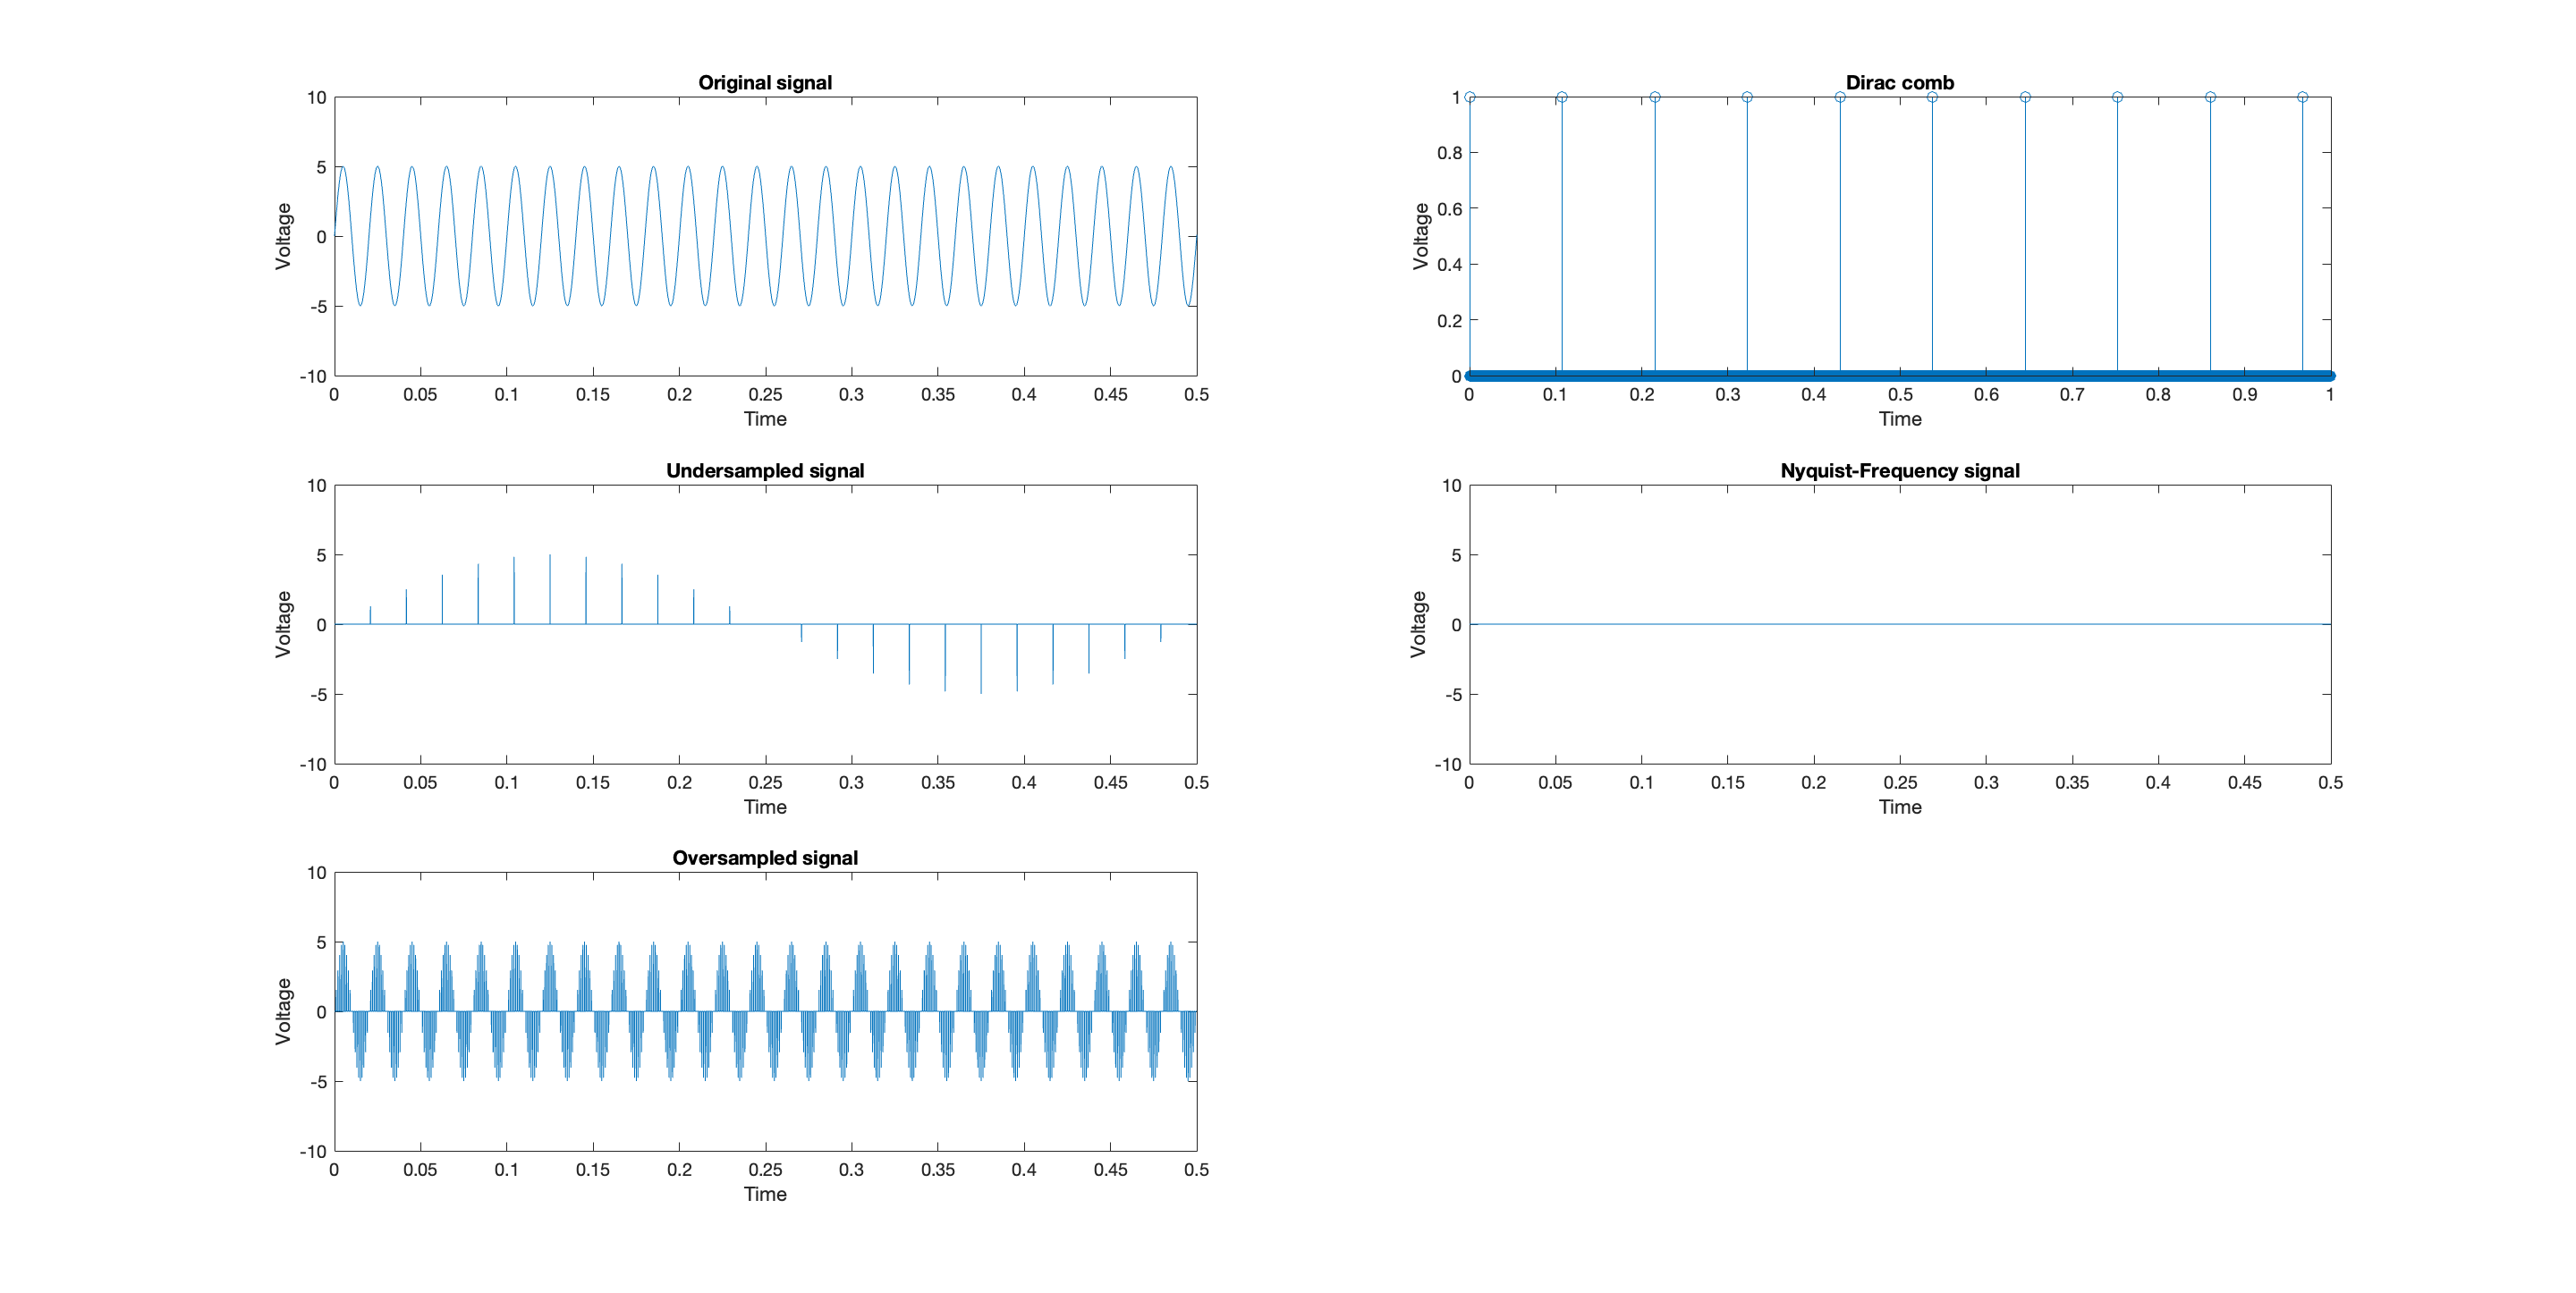 Original signal
10
5
0
-5
-10
Voltage
0 0.05 0.1 0.15 0.2 0.25 0.3 0.35 0.4 0.45 0.5
Time
Dirac comb
1
0.8
0.6
0.4
0.2
0
Voltage
0 0.1 0.2 0.3 0.4 0.5 0.6 0.7 0.8 0.9 1
Time
Undersampled signal
10
5
0
-5
-10
Voltage
0 0.05 0.1 0.15 0.2 0.25 0.3 0.35 0.4 0.45 0.5
Time
Nyquist-Frequency signal
10
5
0
-5
-10
Voltage
0 0.05 0.1 0.15 0.2 0.25 0.3 0.35 0.4 0.45 0.5
Time
Oversampled signal
10
5
0
-5
-10
Voltage
0 0.05 0.1 0.15 0.2 0.25 0.3 0.35 0.4 0.45 0.5
Time